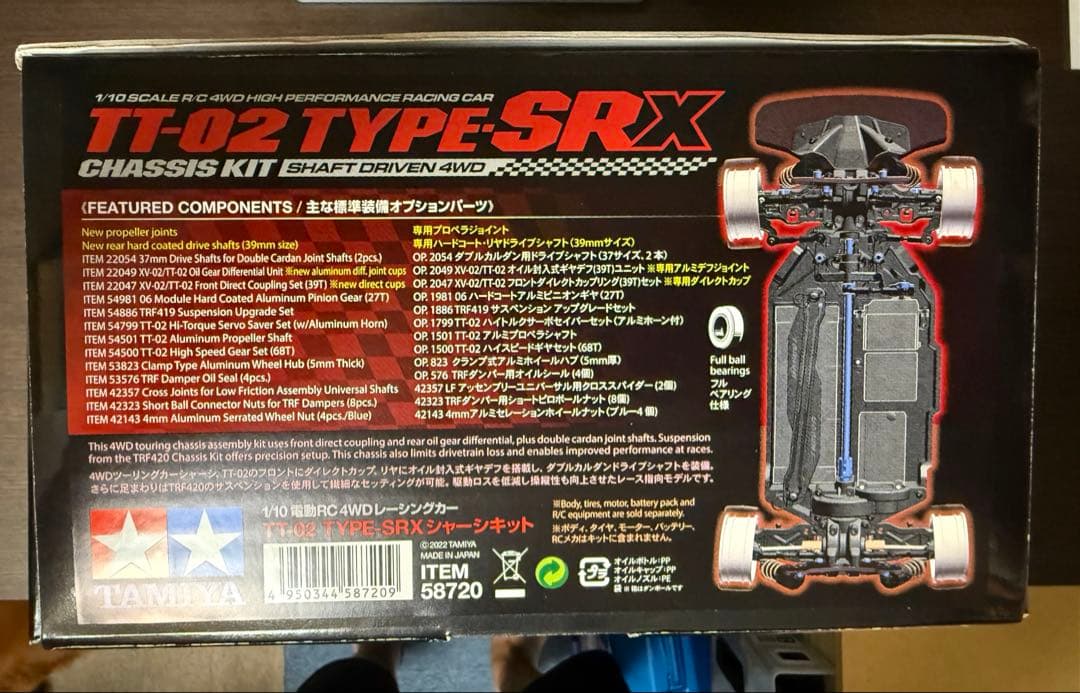 1/10 SCALE R/C 4WD HIGH PERFORMANCE RACING CAR
TT-02 TYPE-SRX
CHASSIS KIT SHAFT DRIVEN 4WD
〈FEATURED COMPONENTS / 主な標準装備オプションパーツ〉
New propeller joints
New rear hard coated drive shafts (39mm size)
ITEM 22054 37mm Drive Shafts for Double Cardan Joint Shafts (2pcs.)
ITEM 22049 XV-02/TT-02 Oil Gear Differential Unit ※new aluminum diff. joint cups
ITEM 22047 XV-02/TT-02 Front Direct Coupling Set (39T) ※new direct cups
ITEM 54981 06 Module Hard Coated Aluminum Pinion Gear (27T)
ITEM 54886 TRF419 Suspension Upgrade Set
ITEM 54799 TT-02 Hi-Torque Servo Saver Set (w/Aluminum Horn)
ITEM 54501 TT-02 Aluminum Propeller Shaft
ITEM 54500 TT-02 High Speed Gear Set (68T)
ITEM 53823 Clamp Type Aluminum Wheel Hub (5mm Thick)
ITEM 53576 TRF Damper Oil Seal (4pcs.)
ITEM 42357 Cross Joints for Low Friction Assembly Universal Shafts
ITEM 42323 Short Ball Connector Nuts for TRF Dampers (8pcs.)
ITEM 42143 4mm Aluminum Serrated Wheel Nut (4pcs./Blue)
専用プロペラジョイント
専用ハードコート・リヤドライブシャフト(39mmサイズ)
OP. 2054 ダブルカルダン用ドライブシャフト(37サイズ, 2本)
OP. 2049 XV-02/TT-02 オイル封入式ギヤデフ(39T)ユニット ※専用アルミデフジョイント
OP. 2047 XV-02/TT-02 フロントダイレクトカップリング(39T)セット ※専用ダイレクトカップ
OP. 1981 06 ハードコートアルミピニオンギヤ(27T)
OP. 1886 TRF419 サスペンション アップグレードセット
OP. 1799 TT-02 ハイトルクサーボセイバーセット(アルミホーン付)
OP. 1501 TT-02 アルミプロペラシャフト
OP. 1500 TT-02 ハイスピードギヤセット(68T)
OP. 823 クランプ式アルミホイールハブ(5mm厚)
OP. 576 TRFダンパー用オイルシール(4個)
42357 LF アッセンブリーユニバーサル用クロススパイダー(2個)
42323 TRFダンパー用ショートピロボールナット(8個)
42143 4mmアルミセレーションホイールナット(ブルー4個)
Full ball
bearings
フル
ベアリング
仕様
This 4WD touring chassis assembly kit uses front direct coupling and rear oil gear differential, plus double cardan joint shafts. Suspension
from the TRF420 Chassis Kit offers precision setup. This chassis also limits drivetrain loss and enables improved performance at races.
4WDツーリングカーシャーシ, TT-02のフロントにダイレクトカップ, リヤにオイル封入式ギヤデフを搭載し, ダブルカルダンドライブシャフトを装備。
さらに足まわりはTRF420のサスペンションを使用して繊細なセッティングが可能。駆動ロスを低減し操縦性も向上させたレース指向モデルです。
TAMIYA
1/10 電動RC 4WDレーシングカー
TT-02 TYPE-SRXシャーシキット
4 950344 587209
©2022 TAMIYA
MADE IN JAPAN
ITEM
58720
※Body, tires, motor, battery pack and
R/C equipment are sold separately.
※ボディ, タイヤ, モーター, バッテリー,
RCメカはキットに含まれません。
プラ
オイルボトル:PP
オイルキャップ:PP
オイルノズル:PE
袋 ※箱はダンボールです